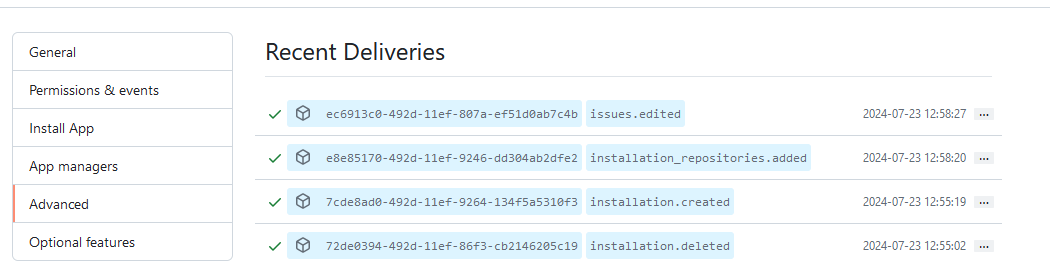 General
Permissions & events
Install App
App managers
Advanced
Optional features
Recent Deliveries
ec6913c0-492d-11ef-807a-ef51d0ab7c4b issues.edited 2024-07-23 12:58:27 ...
e8e85170-492d-11ef-9246-dd304ab2dfe2 installation_repositories.added 2024-07-23 12:58:20 ...
7cde8ad0-492d-11ef-9264-134f5a5310f3 installation.created 2024-07-23 12:55:19 ...
72de0394-492d-11ef-86f3-cb2146205c19 installation.deleted 2024-07-23 12:55:02 ...